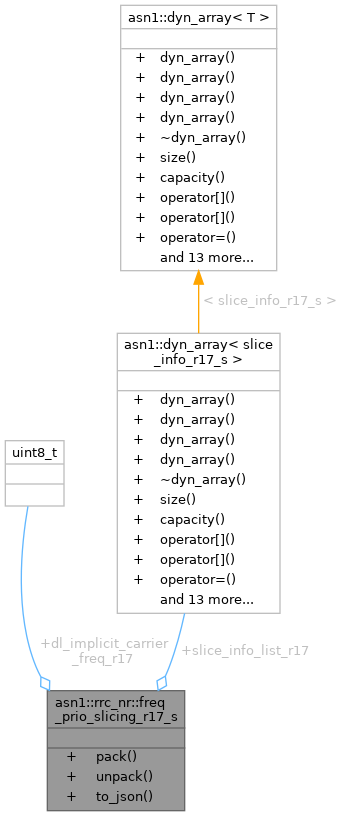 asn1::dyn_array< T >
+ dyn_array()
+ dyn_array()
+ dyn_array()
+ dyn_array()
+ ~dyn_array()
+ size()
+ capacity()
+ operator[]()
+ operator[]()
+ operator=()
and 13 more...
< slice_info_r17_s >
asn1::dyn_array< slice
_info_r17_s >
+ dyn_array()
+ dyn_array()
+ dyn_array()
+ dyn_array()
+ ~dyn_array()
+ size()
+ capacity()
+ operator[]()
+ operator[]()
+ operator=()
and 13 more...
uint8_t
+dl_implicit_carrier
_freq_r17
+slice_info_list_r17
asn1::rrc_nr::freq
_prio_slicing_r17_s
+ pack()
+ unpack()
+ to_json()